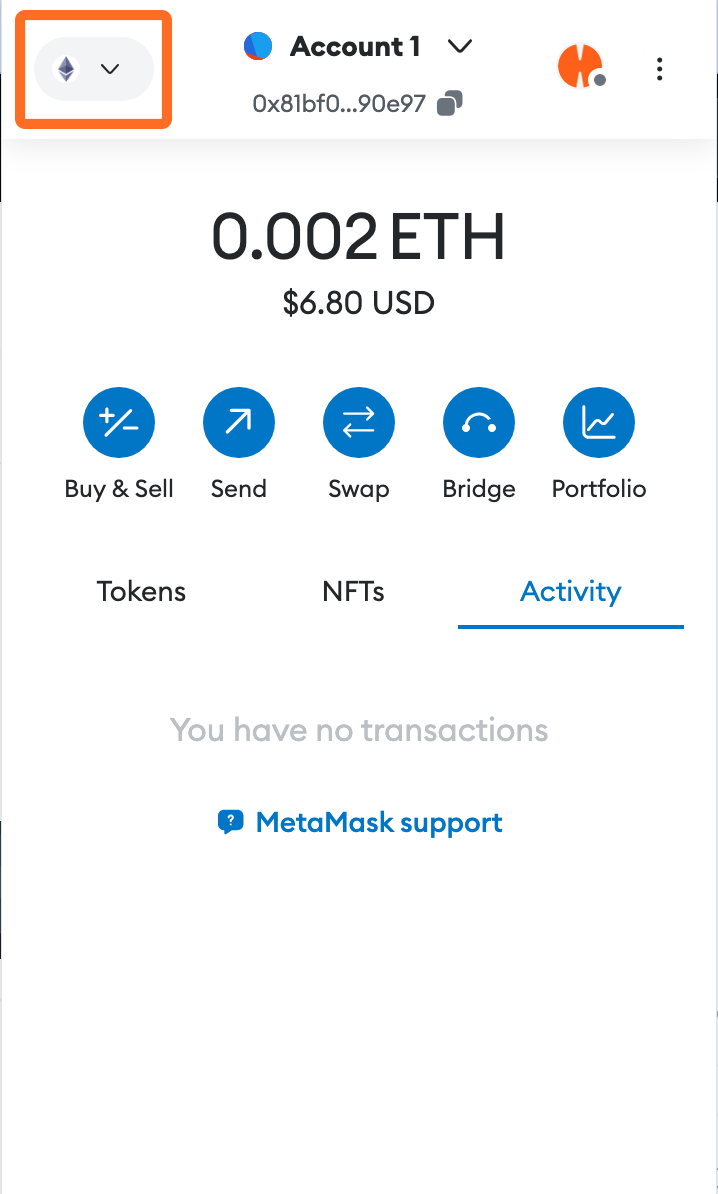 Account 1
0x81bf0...90e97
0.002 ETH
$6.80 USD
Buy & Sell Send Swap Bridge Portfolio
Tokens NFTs Activity
You have no transactions
MetaMask support